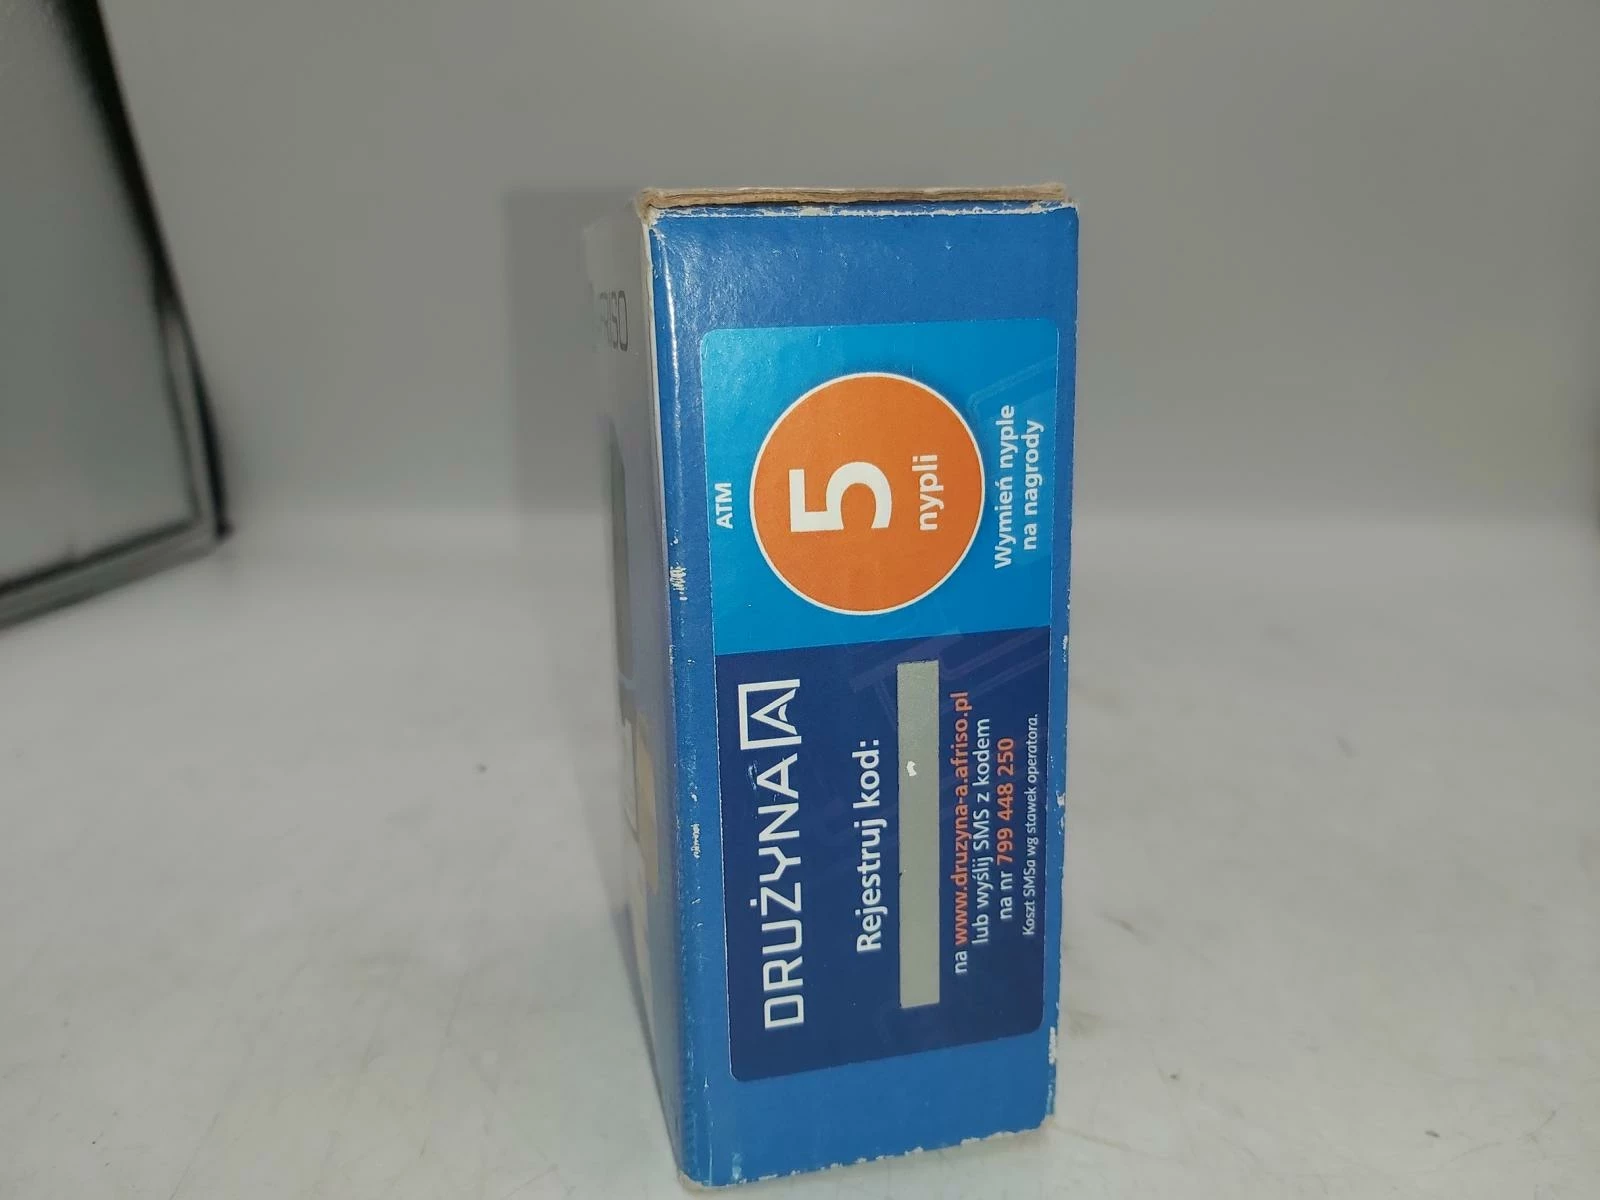 DRUŻYNA A
Rejestruj kod:
na www.druzyna-a.afriso.pl
lub wyślij SMS z kodem
na nr 799 448 250
Koszt SMSa wg stawek operatora.
ATM
5
nypli
Wymień nyple
na nagrody